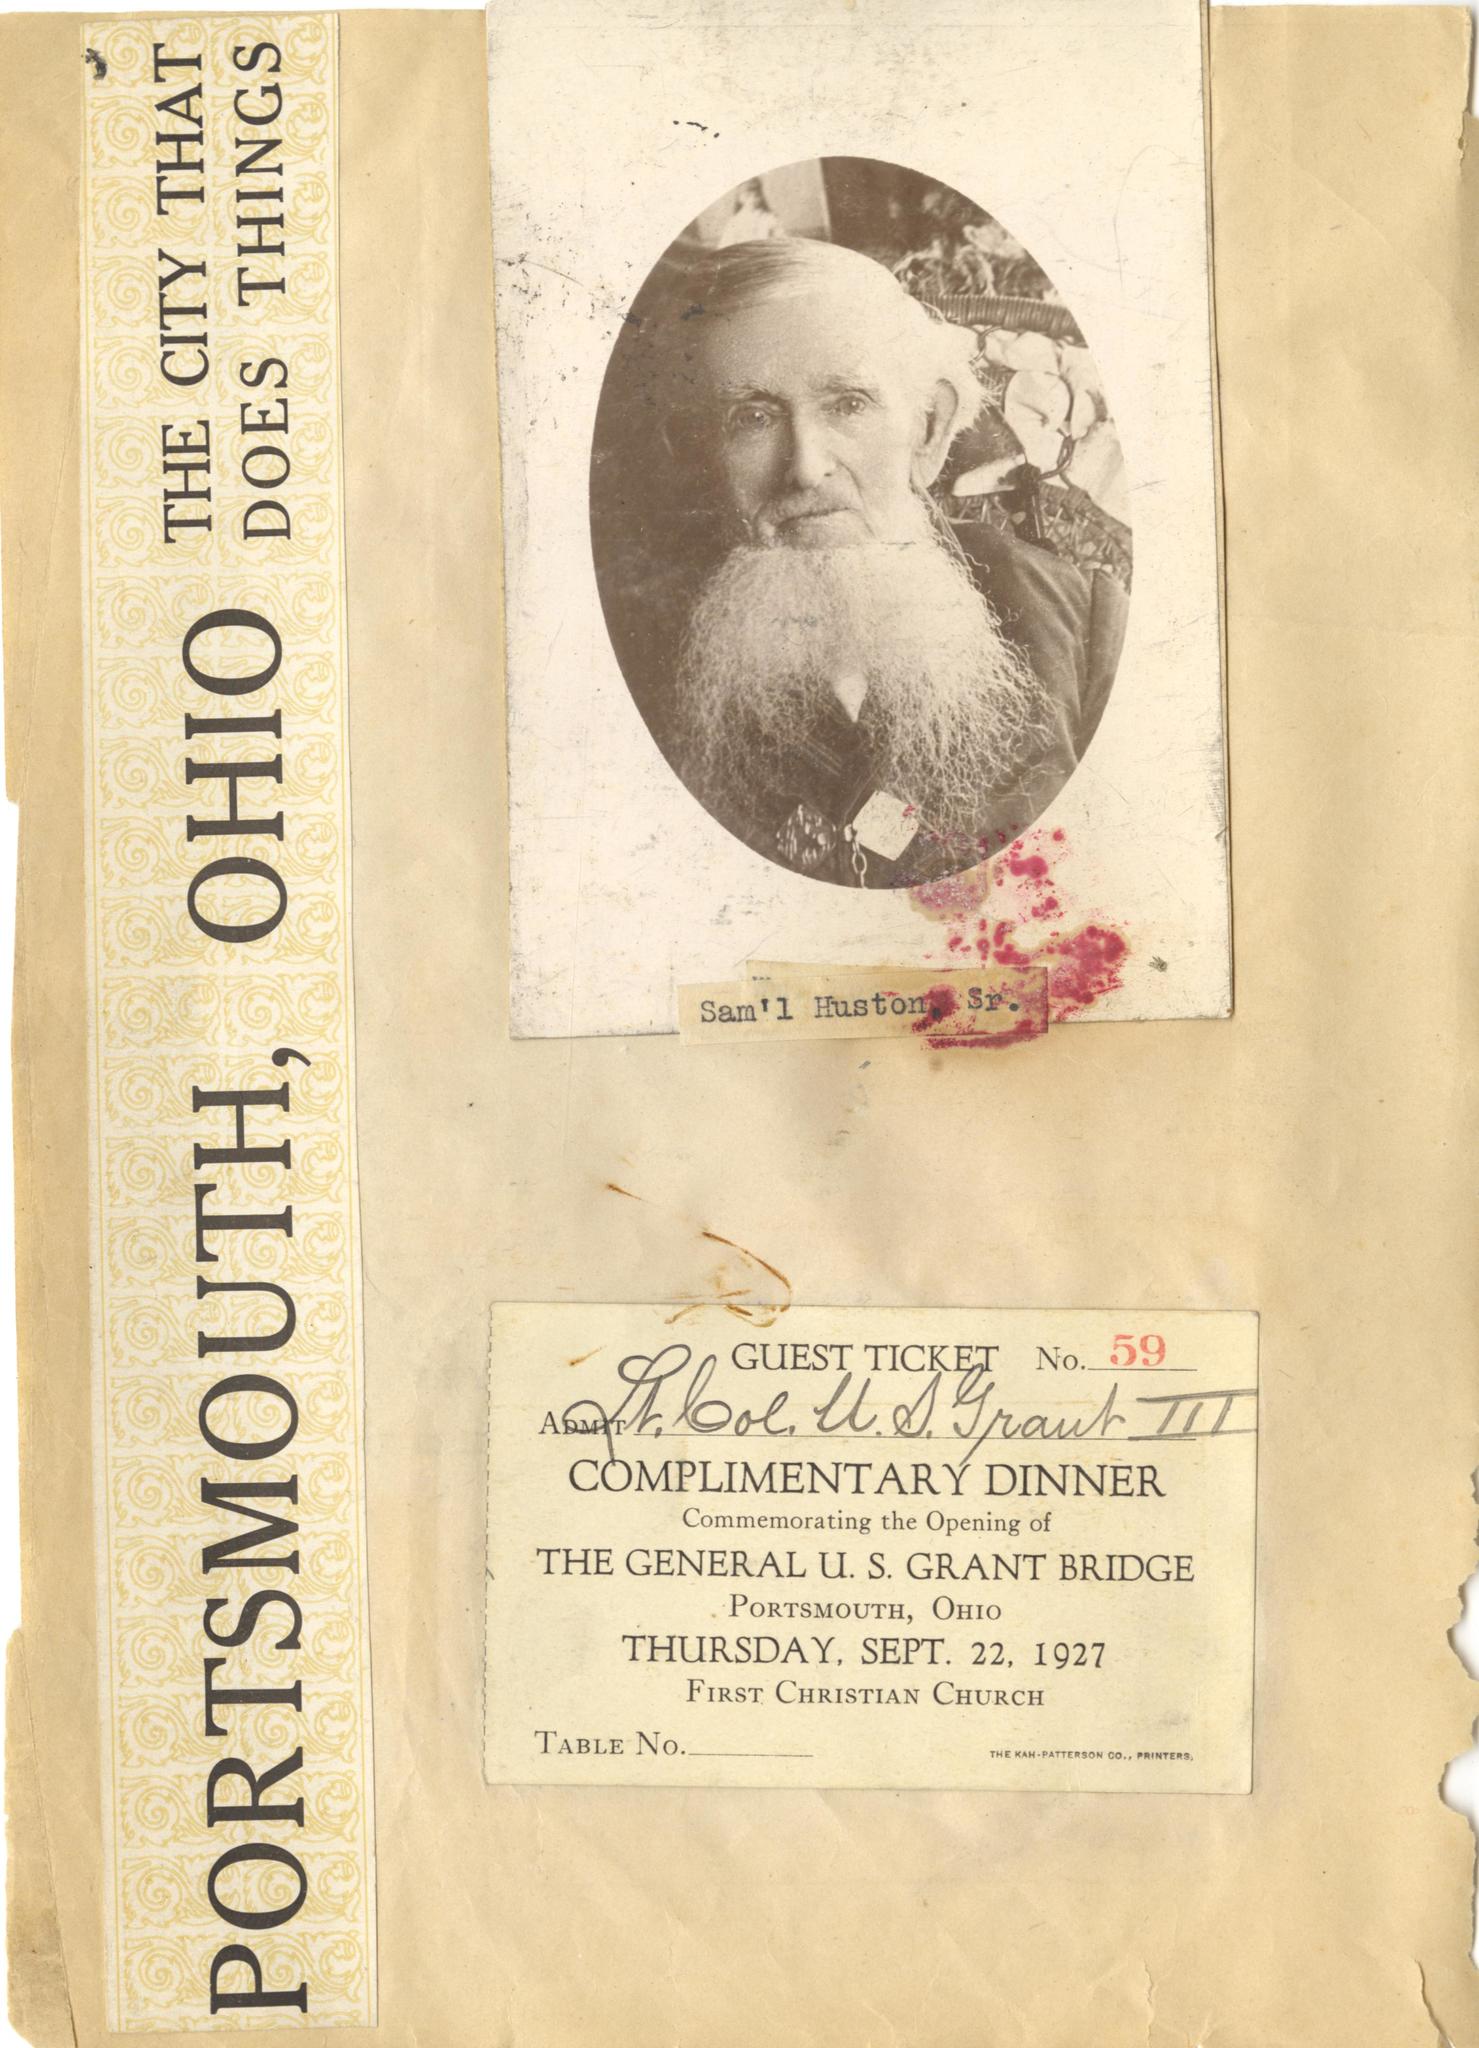 PORTSMOUTH, OHIO THE CITY THAT
DOES THINGS
Sam'l Huston, Sr.
GUEST TICKET No. 59
ADMIT Lt. Col. U. S. Grant III
COMPLIMENTARY DINNER
Commemorating the Opening of
THE GENERAL U. S. GRANT BRIDGE
PORTSMOUTH, OHIO
THURSDAY, SEPT. 22, 1927
FIRST CHRISTIAN CHURCH
TABLE NO.
THE KAH-PATTERSON CO., PRINTERS,